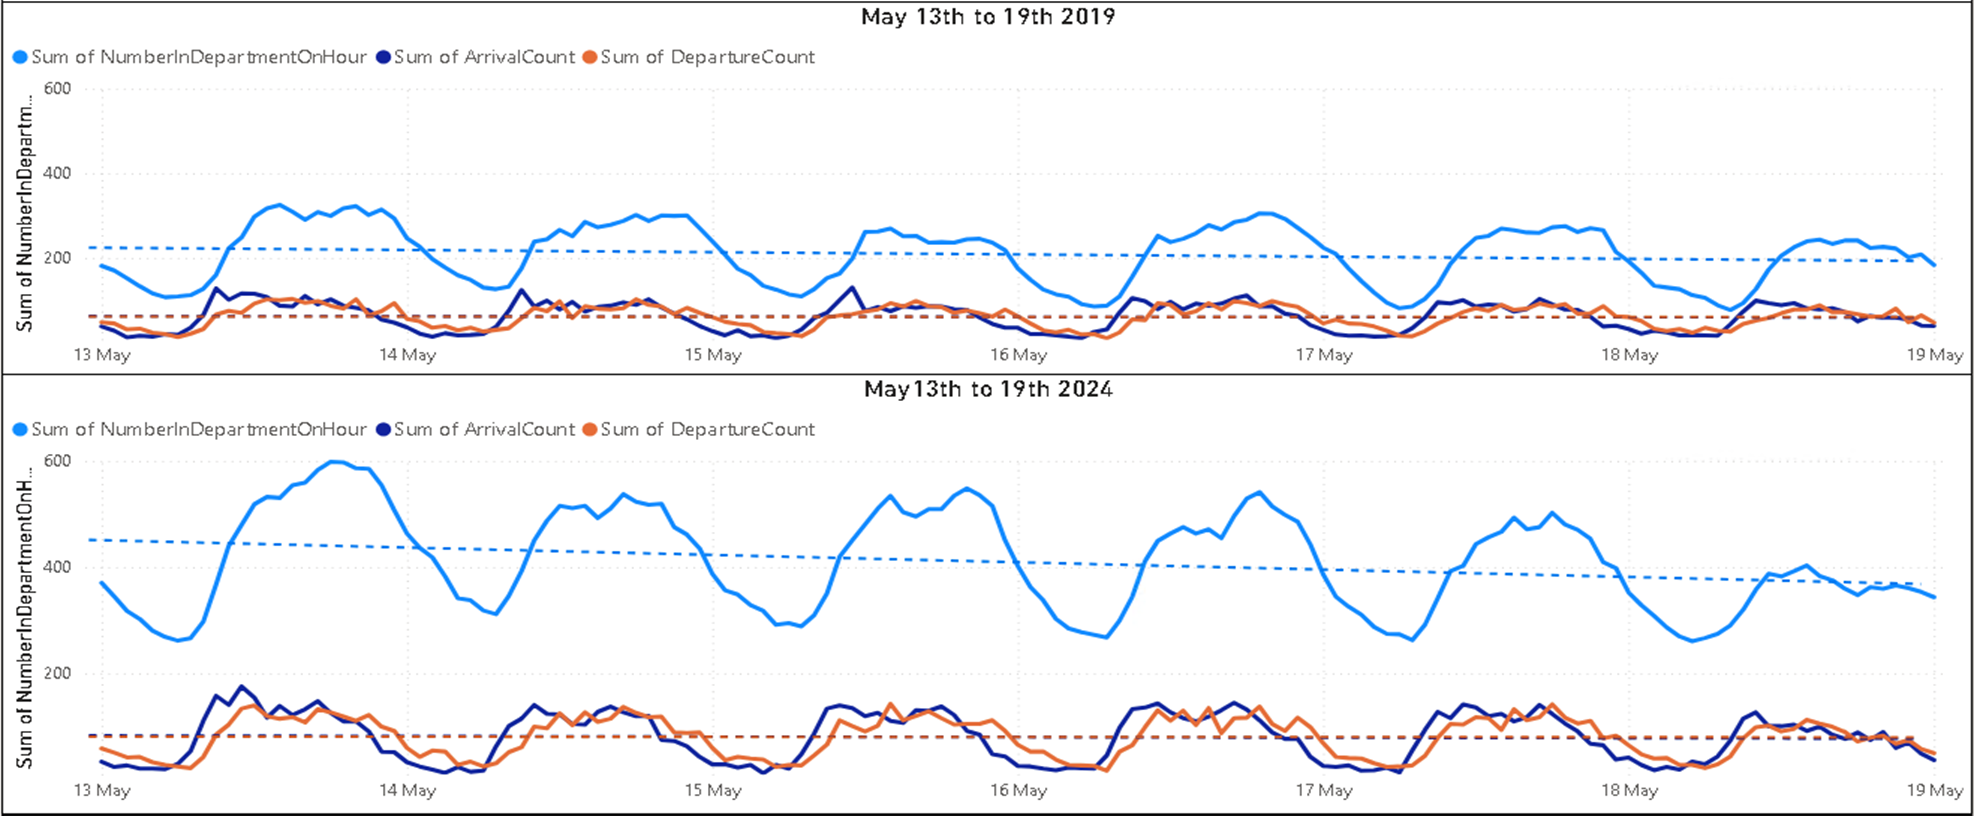 May 13th to 19th 2019
Sum of NumberInDepartmentOnHour Sum of ArrivalCount Sum of DepartureCount
Sum of NumberInDepartm...
600
400
200
13 May 14 May 15 May 16 May 17 May 18 May 19 May
May13th to 19th 2024
Sum of NumberInDepartmentOnHour Sum of ArrivalCount Sum of DepartureCount
Sum of NumberInDepartmentOnH...
600
400
200
13 May 14 May 15 May 16 May 17 May 18 May 19 May